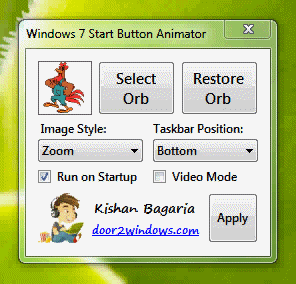 Windows 7 Start Button Animator
Select
Orb
Restore
Orb
Image Style:
Taskbar Position:
Zoom
Bottom
Run on Startup
Video Mode
Kishan Bagaria
door2windows.com
Apply